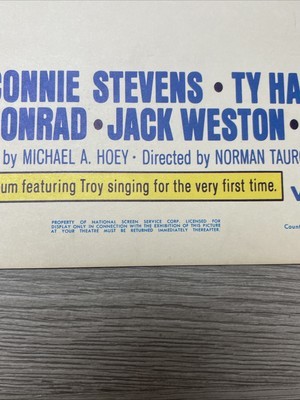 CONNIE STEVENS • TY HA
ONRAD • JACK WESTON •
by MICHAEL A. HOEY · Directed by NORMAN TAURO
um featuring Troy singing for the very first time.
PROPERTY OF NATIONAL SCREEN SERVICE CORP. LICENSED FOR
DISPLAY ONLY IN CONNECTION WITH THE EXHIBITION OF THIS PICTURE
AT YOUR THEATRE MUST BE RETURNED IMMEDIATELY THEREAFTER.
Count